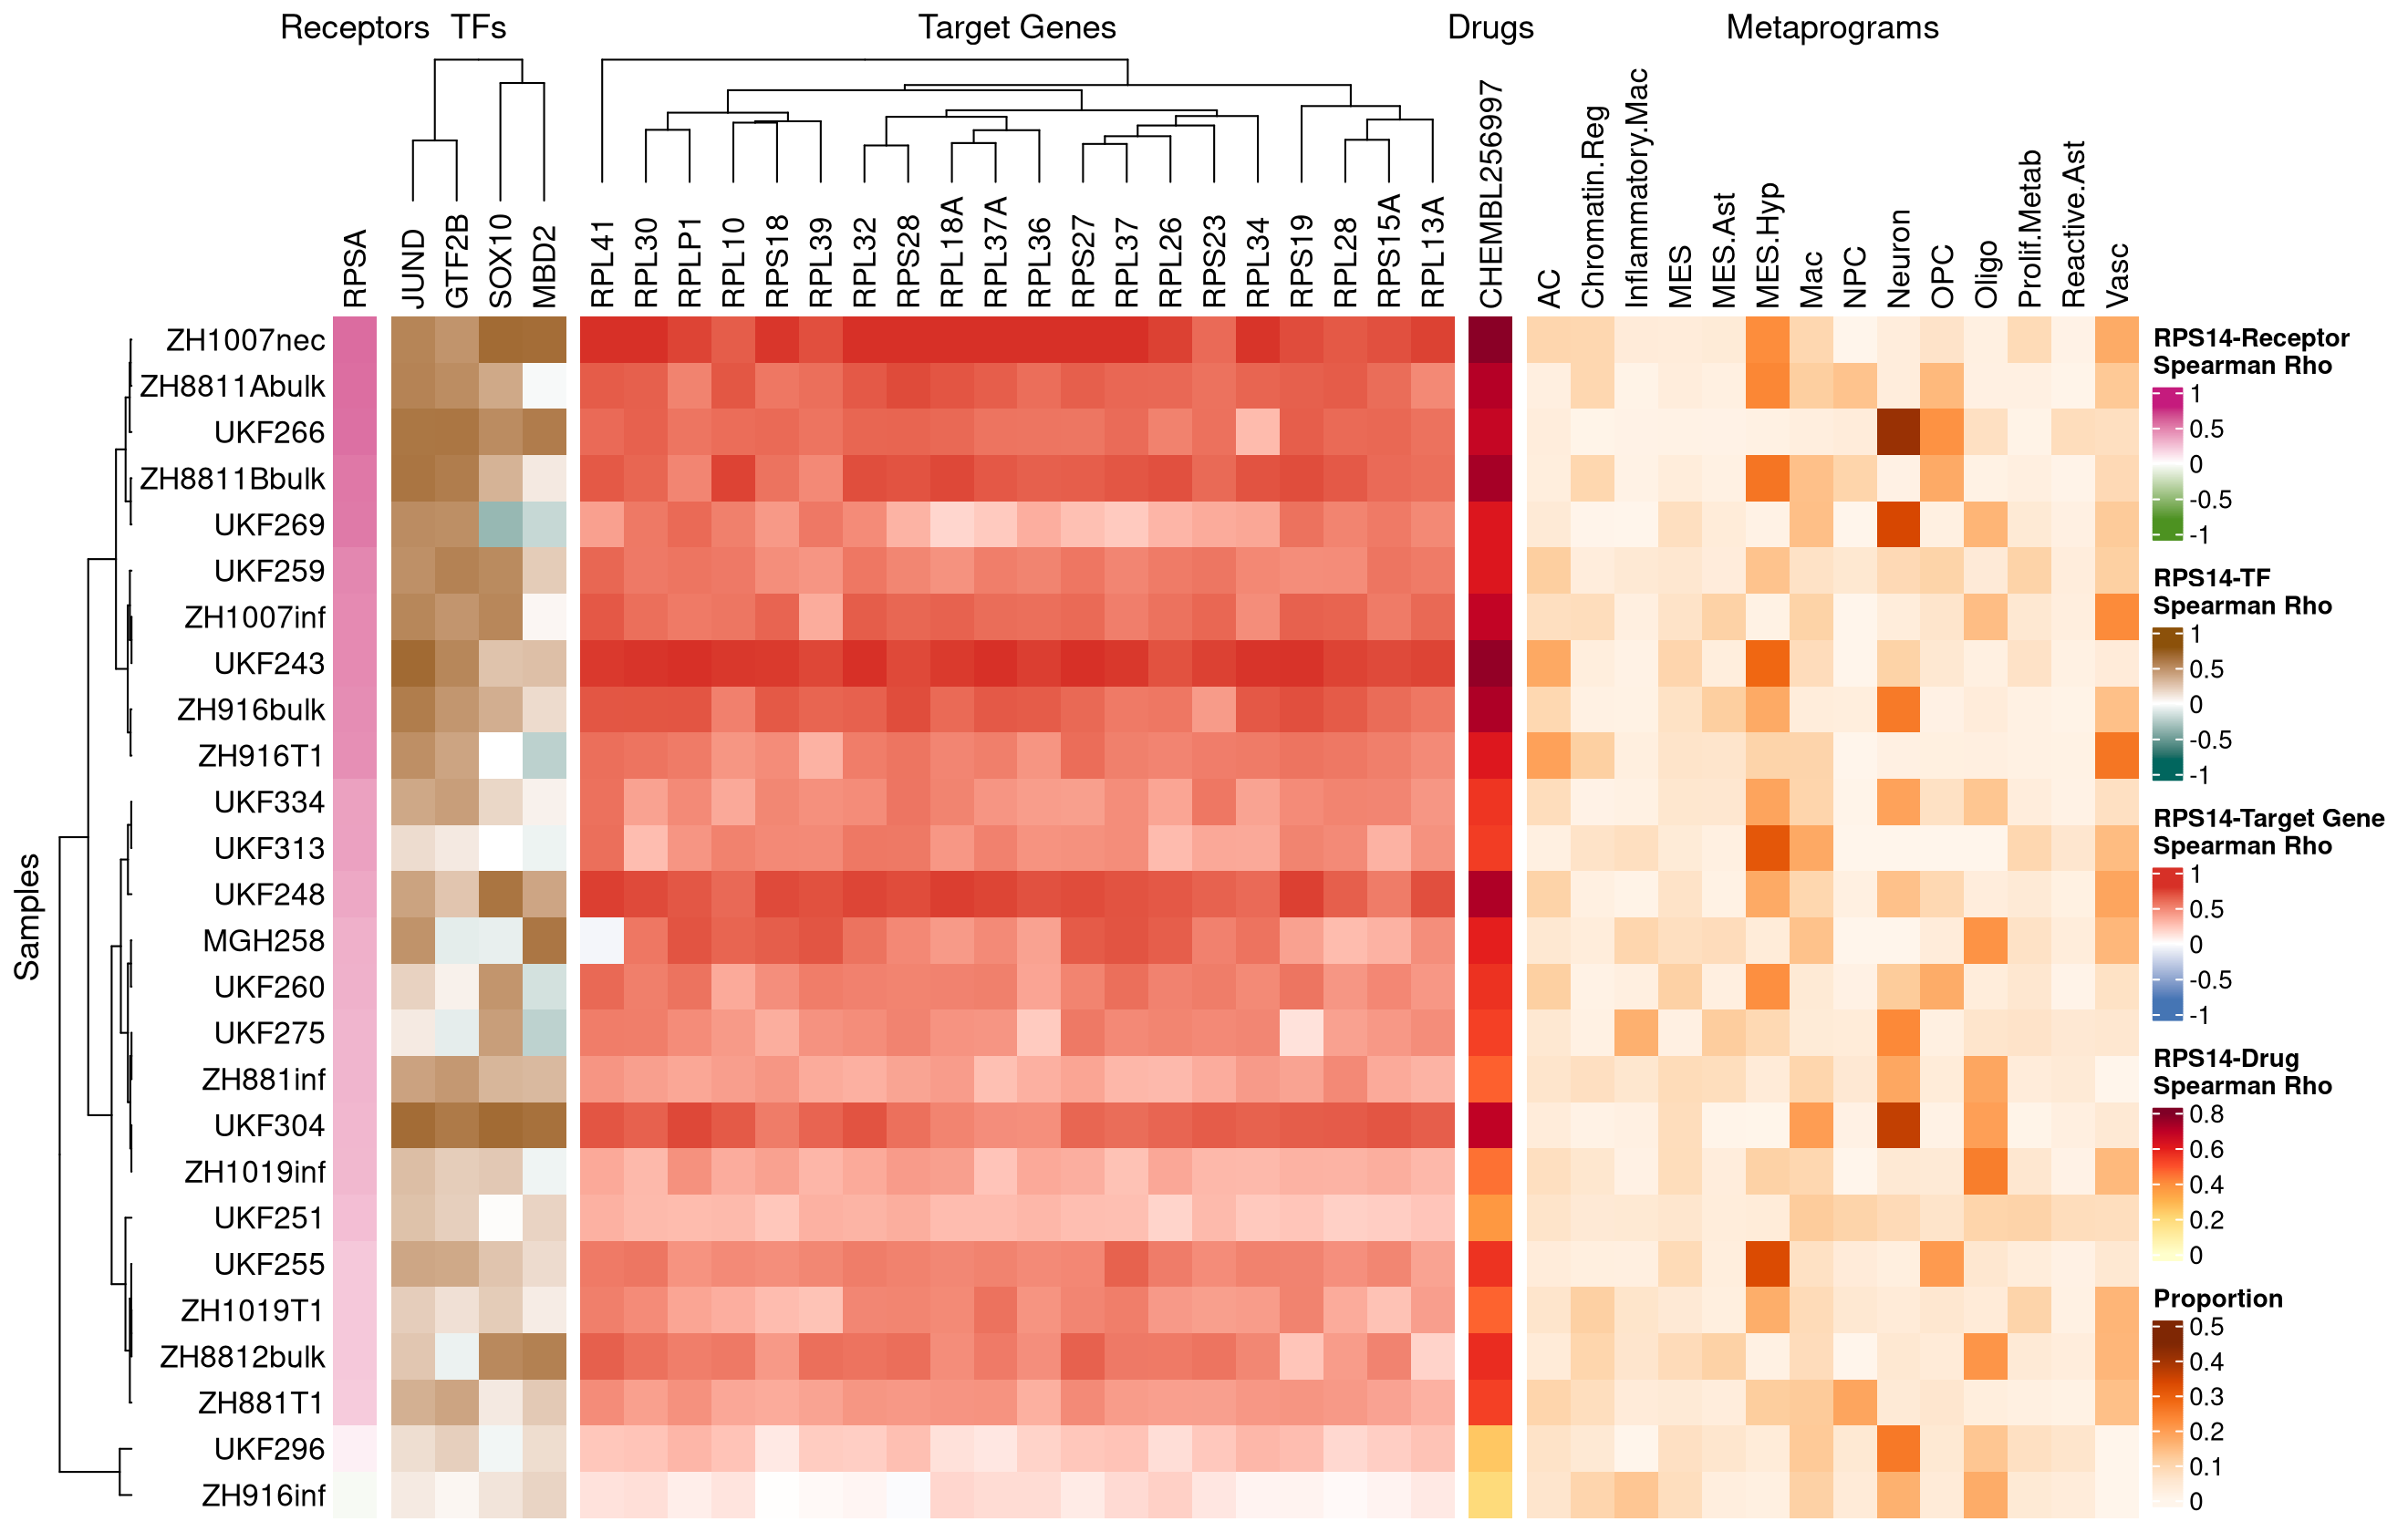 Receptors TFs Target Genes Drugs Metaprograms
RPSA JUND GTF2B SOX10 MBD2 RPL41 RPL30 RPLP1 RPL10 RPS18 RPL39 RPL32 RPS28 RPL18A RPL37A RPL36 RPS27 RPL37 RPL26 RPS23 RPL34 RPS19 RPL28 RPS15A RPL13A CHEMBL256997 AC Chromatin.Reg Inflammatory.Mac MES MES.Ast MES.Hyp Mac NPC Neuron OPC Oligo Prolif.Metab Reactive.Ast Vasc
Samples
ZH1007nec
ZH8811Abulk
UKF266
ZH8811Bbulk
UKF269
UKF259
ZH1007inf
UKF243
ZH916bulk
ZH916T1
UKF334
UKF313
UKF248
MGH258
UKF260
UKF275
ZH881inf
UKF304
ZH1019inf
UKF251
UKF255
ZH1019T1
ZH8812bulk
ZH881T1
UKF296
ZH916inf
RPS14-Receptor
Spearman Rho
1
0.5
0
-0.5
-1
RPS14-TF
Spearman Rho
1
0.5
0
-0.5
-1
RPS14-Target Gene
Spearman Rho
1
0.5
0
-0.5
-1
RPS14-Drug
Spearman Rho
0.8
0.6
0.4
0.2
0
Proportion
0.5
0.4
0.3
0.2
0.1
0